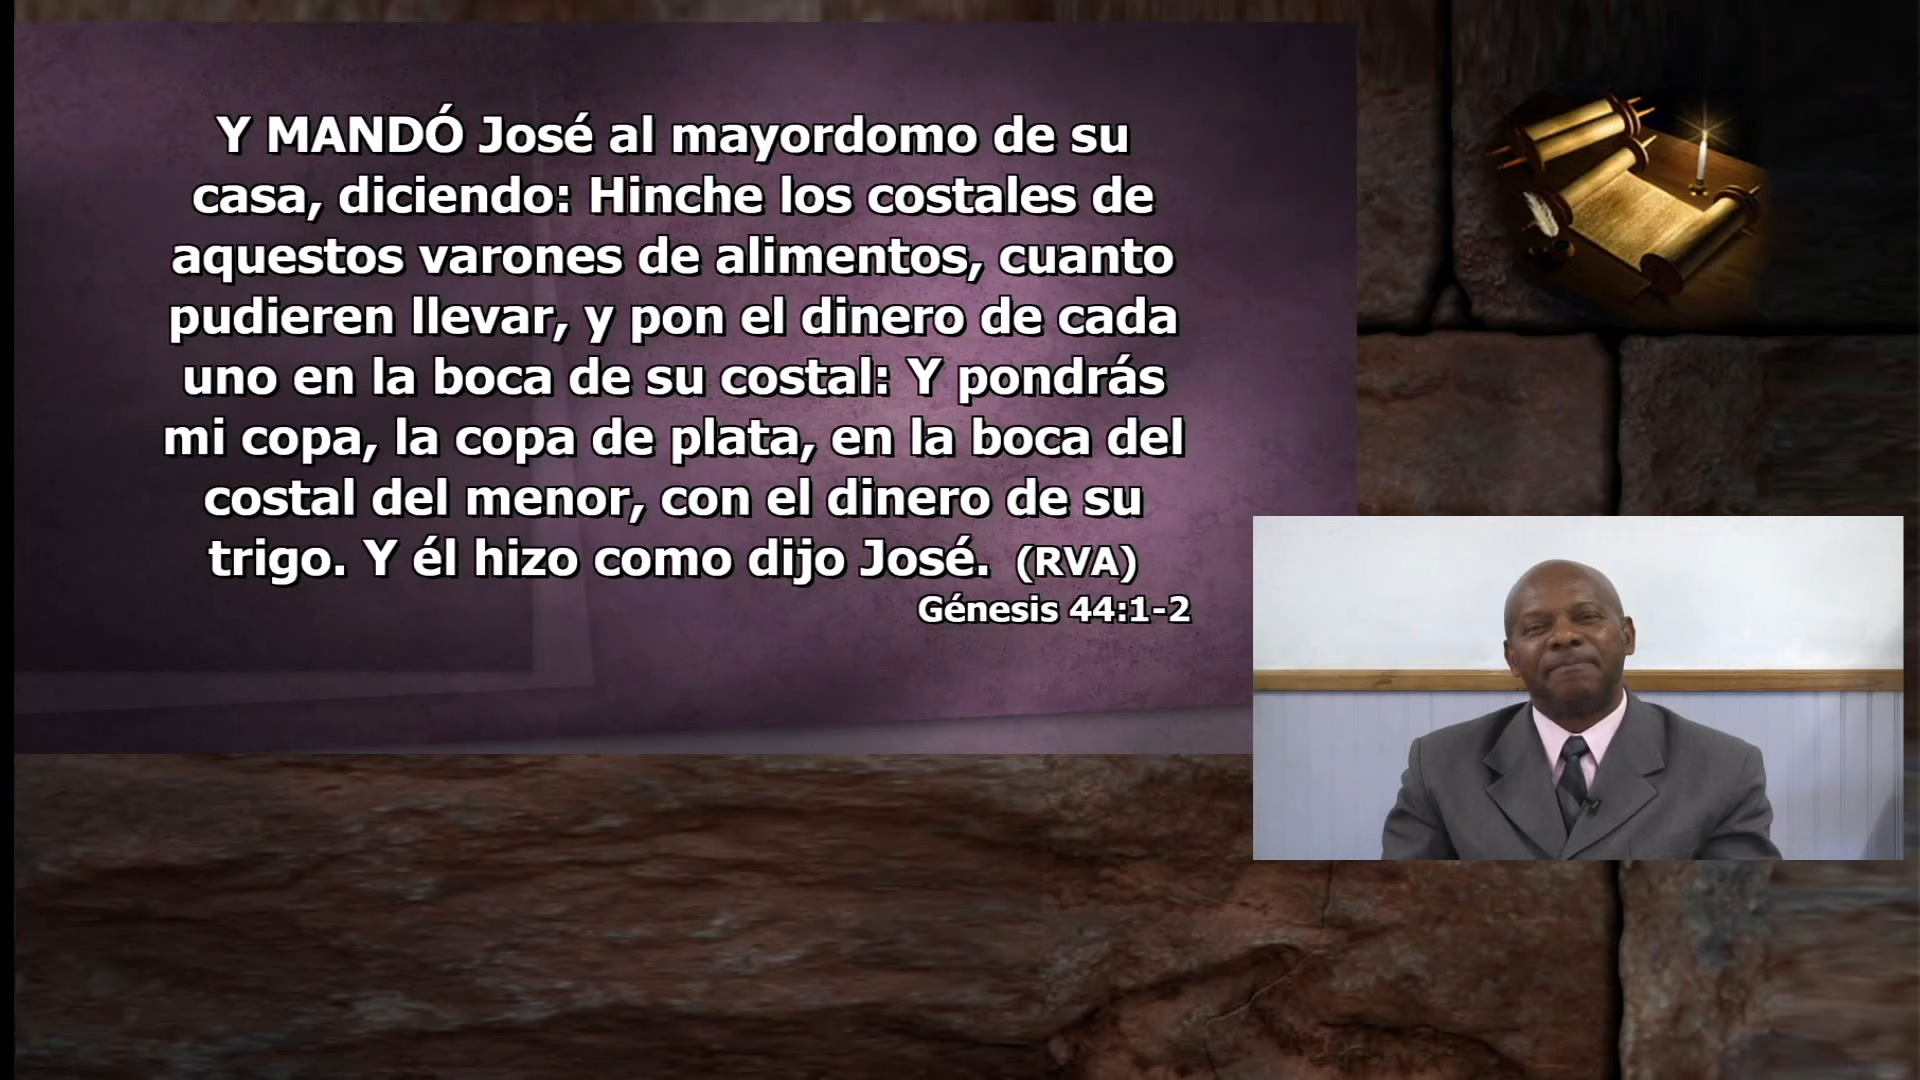 Y MANDÓ José al mayordomo de su
casa, diciendo: Hinche los costales de
aquestos varones de alimentos, cuanto
pudieren llevar, y pon el dinero de cada
uno en la boca de su costal: Y pondrás
mi copa, la copa de plata, en la boca del
costal del menor, con el dinero de su
trigo. Y él hizo como dijo José. (RVA)
Génesis 44:1-2